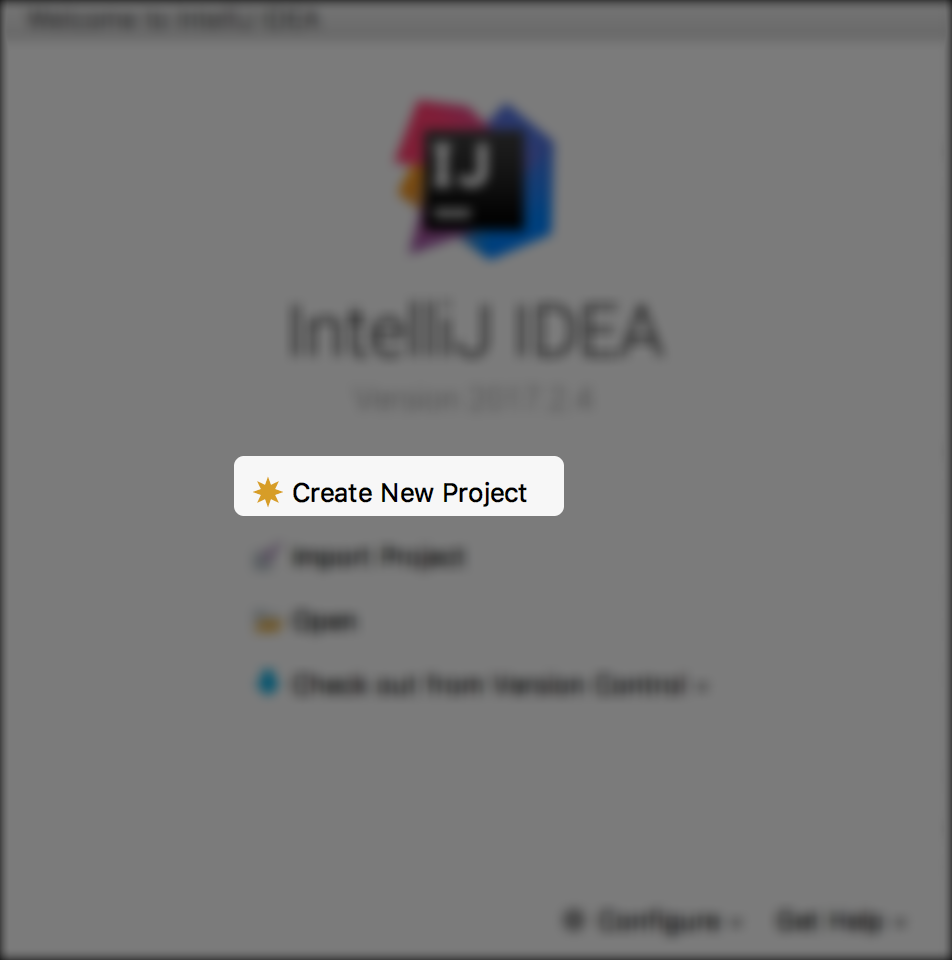 Welcome to IntelliJ IDEA
IJ
IntelliJ IDEA
Version 2017.2.4
Create New Project
Import Project
Open
Check out from Version Control
Configure
Get Help